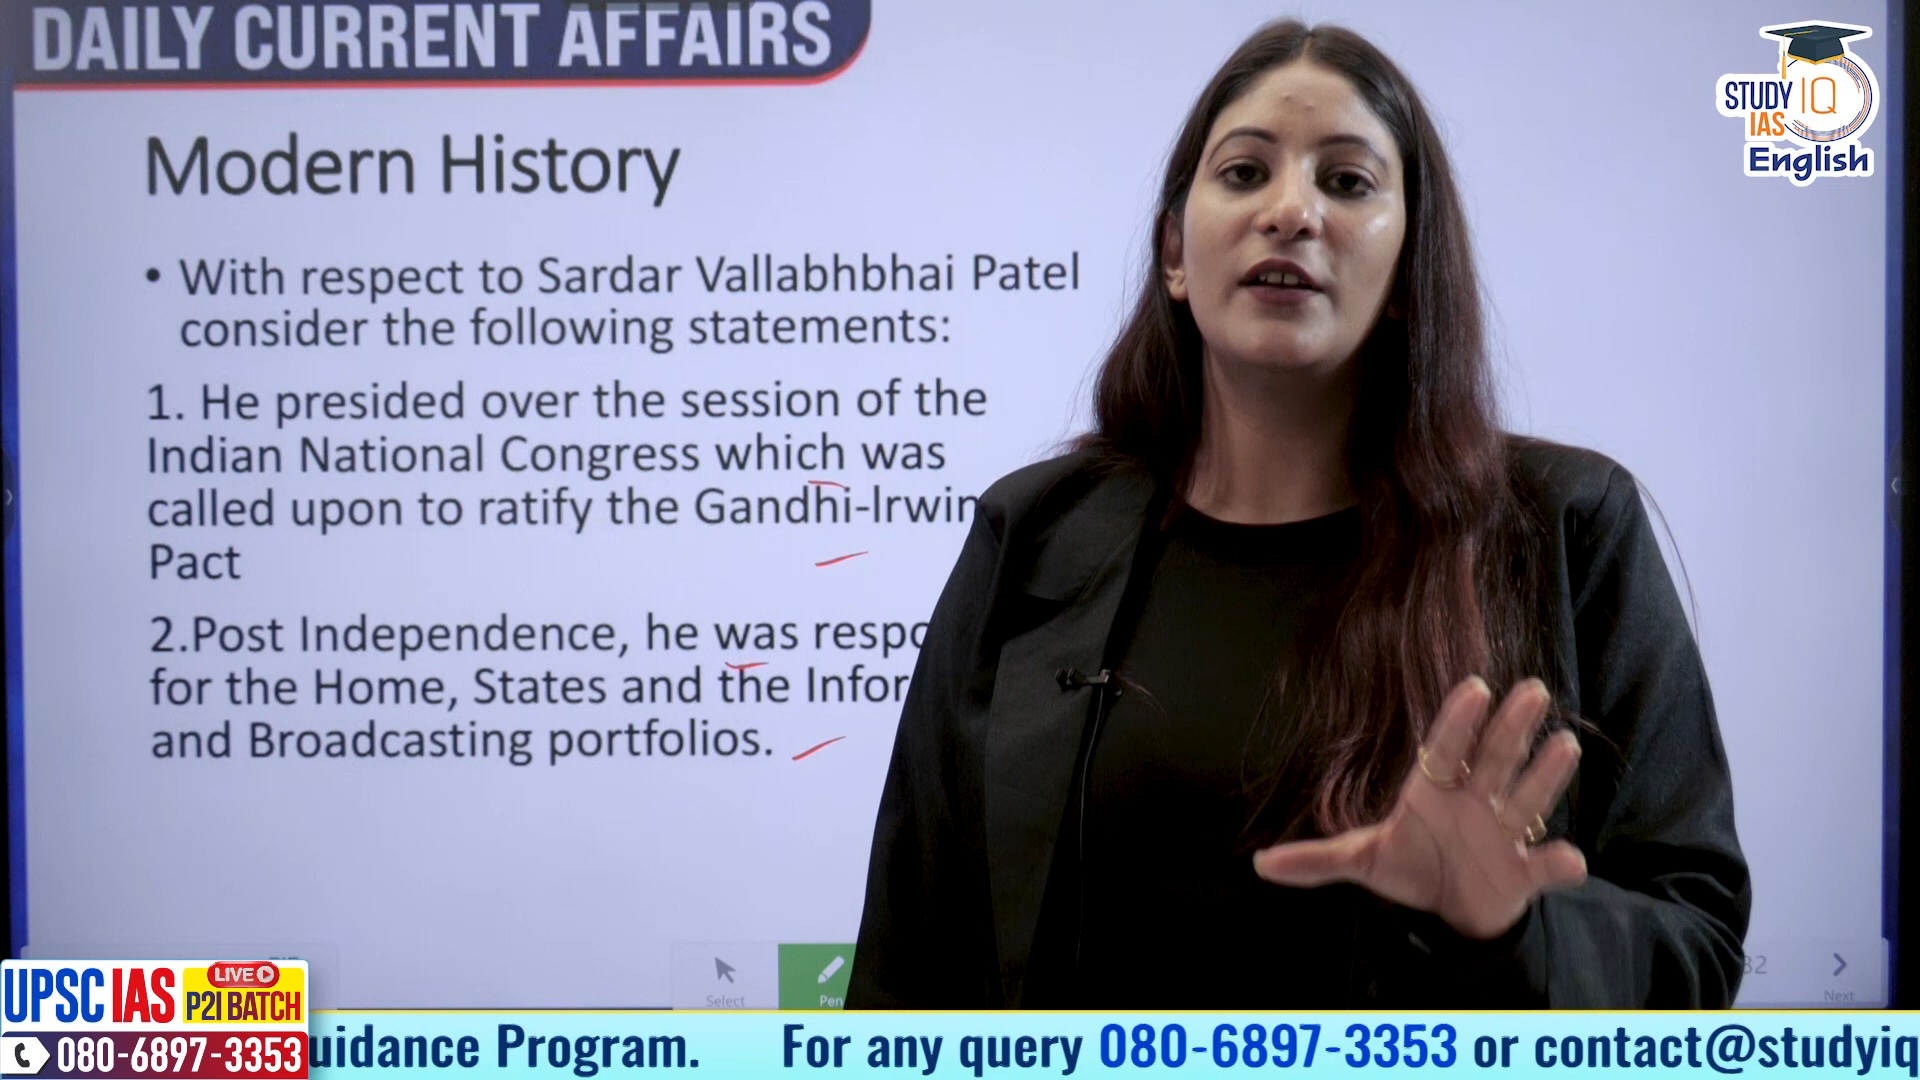 DAILY CURRENT AFFAIRS
STUDY IQ
IAS
English
Modern History
• With respect to Sardar Vallabhbhai Patel
consider the following statements:
1. He presided over the session of the
Indian National Congress which was
called upon to ratify the Gandhi-Irwin
Pact
2.Post Independence, he was respo
for the Home, States and the Infor
and Broadcasting portfolios.
Select
Pen
32
Next
UPSC IAS LIVE P2I BATCH
080-6897-3353
uidance Program. For any query 080-6897-3353 or contact@studyiq